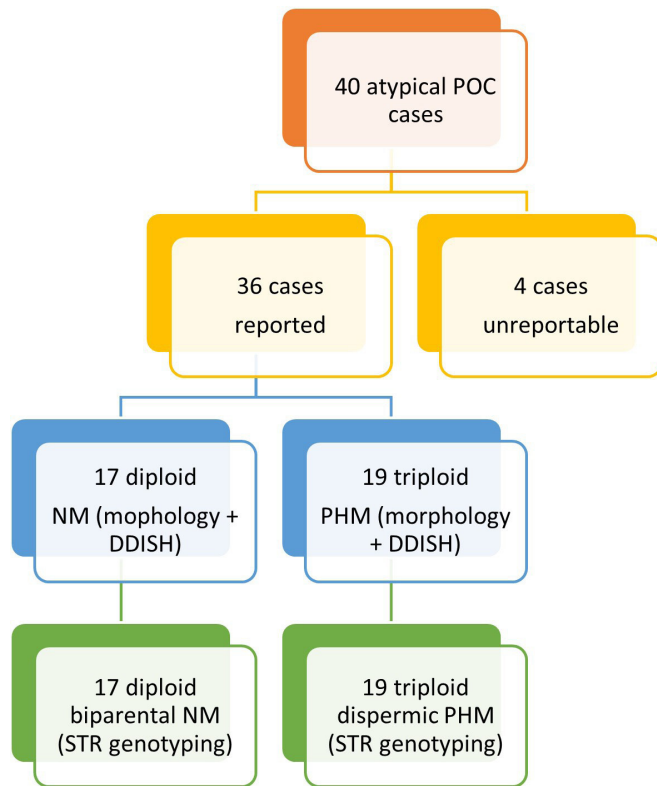 40 atypical POC
cases
36 cases
reported
4 cases
unreportable
17 diploid
NM (mophology +
DDISH)
19 triploid
PHM (morphology
+ DDISH)
17 diploid
biparental NM
(STR genotyping)
19 triploid
dispermic PHM
(STR genotyping)